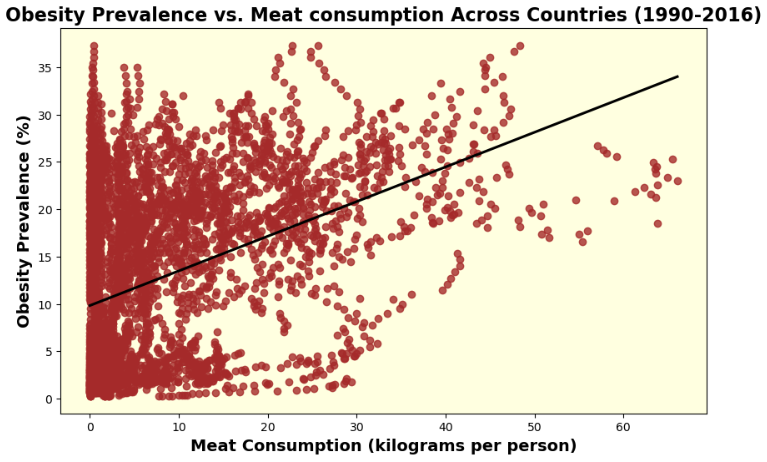 Obesity Prevalence vs. Meat consumption Across Countries (1990-2016)
Obesity Prevalence (%)
35
30
25
20
15
10
5
0
0 10 20 30 40 50 60
Meat Consumption (kilograms per person)